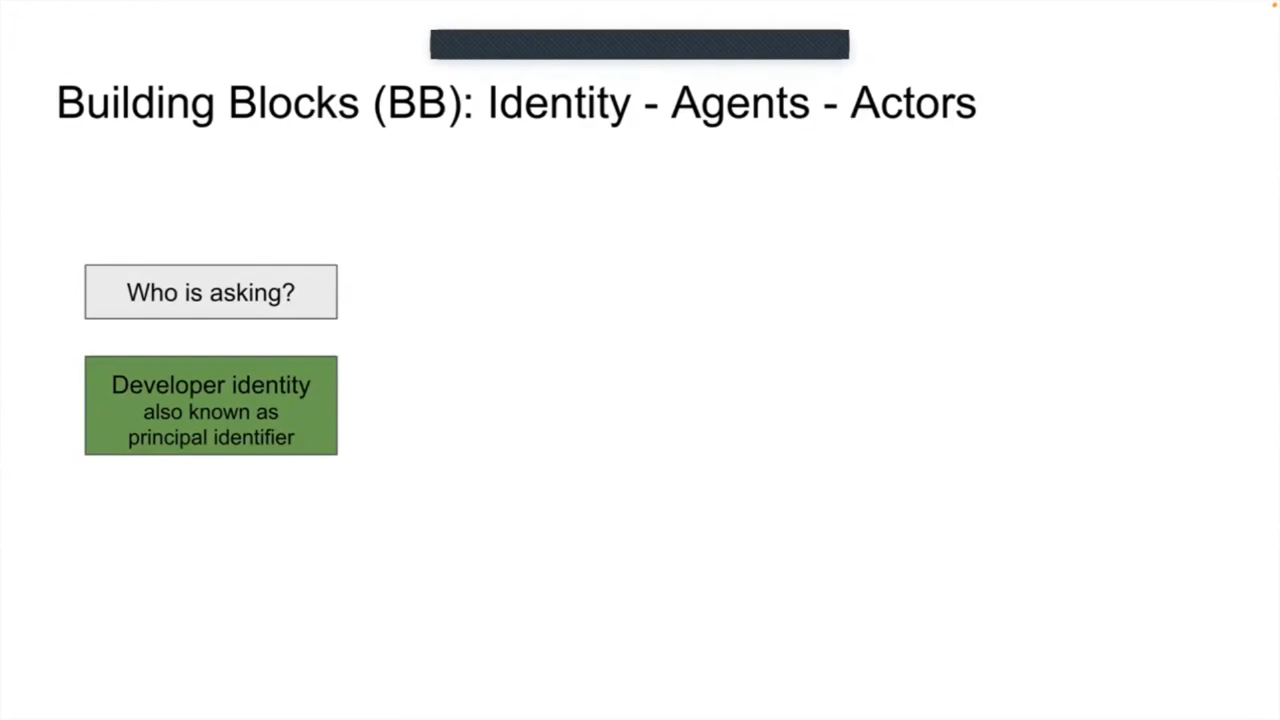 Building Blocks (BB): Identity - Agents - Actors
Who is asking?
Developer identity
also known as
principal identifier